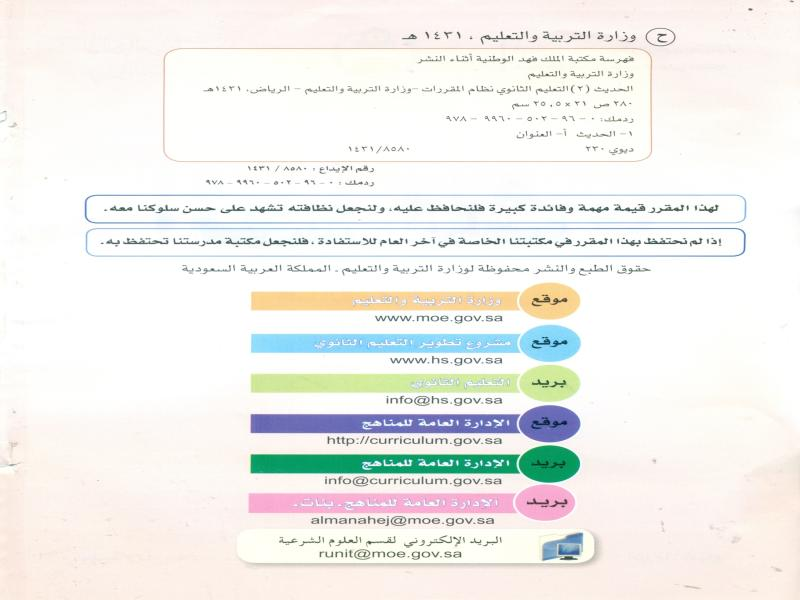 ح وزارة التربية والتعليم ، ١٤٣١ هـ
فهرسة مكتبة الملك فهد الوطنية أثناء النشر
وزارة التربية والتعليم
الحديث (٢) التعليم الثانوي نظام المقررات -وزارة التربية والتعليم - الرياض، ١٤٣١هـ
٢٨٠ ص ٢١ × ٢٥,٥ سم
ردمك: ٠ - ٩٦ - ٥٠٢ - ٩٩٦٠ - ٩٧٨
١- الحديث أ- العنوان
ديوي ٢٣٠ ١٤٣١/٨٥٨٠
رقم الإيداع : ٨٥٨٠ / ١٤٣١
ردمك : ٠ - ٩٦ - ٥٠٢ - ٩٩٦٠ - ٩٧٨
لهذا المقرر قيمة مهمة وفائدة كبيرة فلنحافظ عليه، ولنجعل نظافته تشهد على حسن سلوكنا معه.
إذا لم نحتفظ بهذا المقرر في مكتبتنا الخاصة في آخر العام للاستفادة ، فلنجعل مكتبة مدرستنا تحتفظ به.
حقوق الطبع والنشر محفوظة لوزارة التربية والتعليم ـ المملكة العربية السعودية
موقع وزارة التربية والتعليم
www.moe.gov.sa
موقع مشروع تطوير التعليم الثانوي
www.hs.gov.sa
بريد التعليم الثانوي
info@hs.gov.sa
موقع الإدارة العامة للمناهج
http://curriculum.gov.sa
بريد الإدارة العامة للمناهج
info@curriculum.gov.sa
بريد الإدارة العامة للمناهج ـ بنات ـ
almanahej@moe.gov.sa
البريد الإلكتروني لقسم العلوم الشرعية
runit@moe.gov.sa